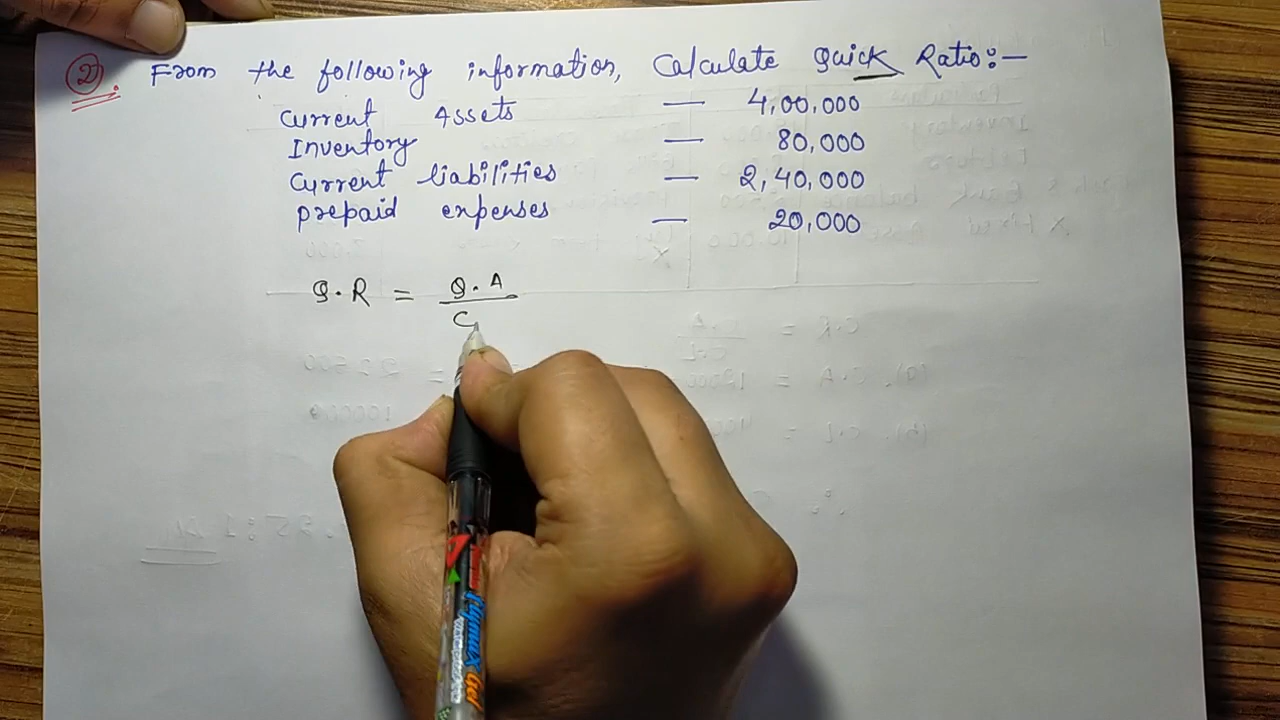 ② From the following information, Calculate Quick Ratio:-
Current Assets — 4,00,000
Inventory — 80,000
Current liabilities — 2,40,000
prepaid expenses — 20,000
Q.R = Q.A
C